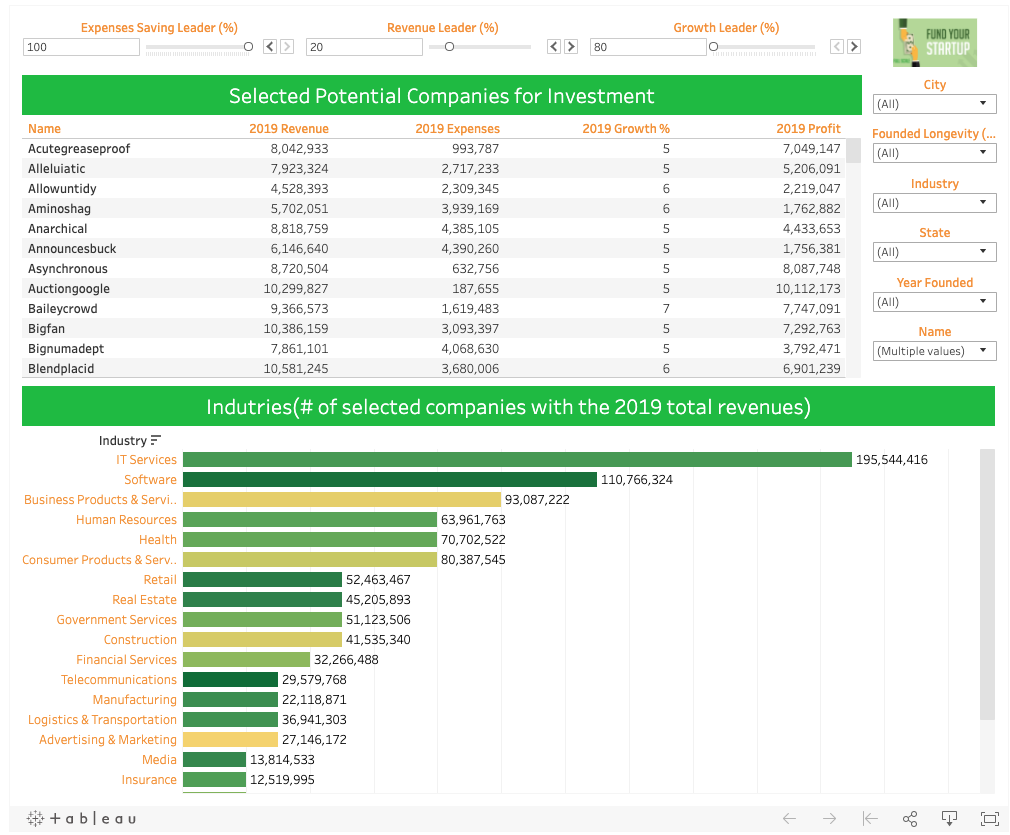 Expenses Saving Leader (%) Revenue Leader (%) Growth Leader (%)
100 20 80
FUND YOUR
STARTUP
Selected Potential Companies for Investment
City
(All)
Founded Longevity (...
(All)
Industry
(All)
State
(All)
Year Founded
(All)
Name
(Multiple values)
Name 2019 Revenue 2019 Expenses 2019 Growth % 2019 Profit
Acutegreaseproof 8,042,933 993,787 5 7,049,147
Alleluiatic 7,923,324 2,717,233 5 5,206,091
Allowuntidy 4,528,393 2,309,345 6 2,219,047
Aminoshag 5,702,051 3,939,169 6 1,762,882
Anarchical 8,818,759 4,385,105 5 4,433,653
Announcesbuck 6,146,640 4,390,260 5 1,756,381
Asynchronous 8,720,504 632,756 5 8,087,748
Auctiongoogle 10,299,827 187,655 5 10,112,173
Baileycrowd 9,366,573 1,619,483 7 7,747,091
Bigfan 10,386,159 3,093,397 5 7,292,763
Bignumadept 7,861,101 4,068,630 5 3,792,471
Blendplacid 10,581,245 3,680,006 6 6,901,239
Indutries(# of selected companies with the 2019 total revenues)
Industry
IT Services 195,544,416
Software 110,766,324
Business Products & Servi.. 93,087,222
Human Resources 63,961,763
Health 70,702,522
Consumer Products & Serv.. 80,387,545
Retail 52,463,467
Real Estate 45,205,893
Government Services 51,123,506
Construction 41,535,340
Financial Services 32,266,488
Telecommunications 29,579,768
Manufacturing 22,118,871
Logistics & Transportation 36,941,303
Advertising & Marketing 27,146,172
Media 13,814,533
Insurance 12,519,995
+ a b l e a u